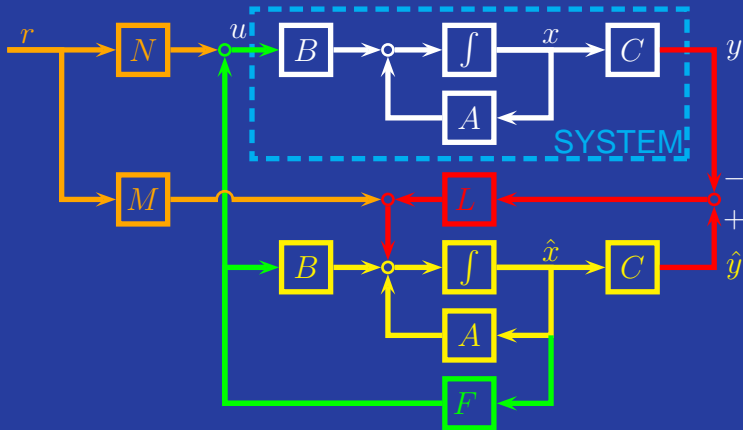 r N u B ∫ x C y
A
SYSTEM
M L −
+
B ∫ x̂ C ŷ
A
F